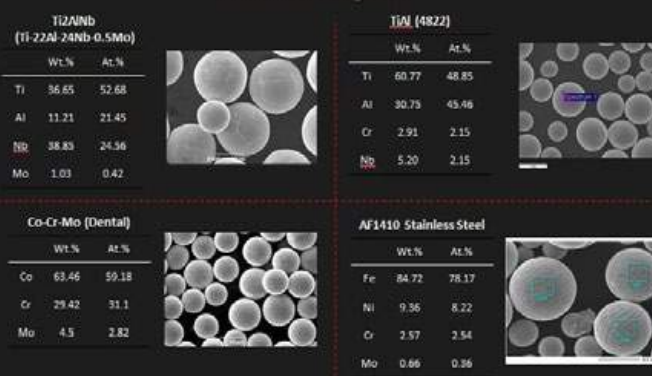 Ti2AlNb
(Ti-22Al-24Nb-0.5Mo)
Wt.% At.%
Ti 36.65 52.68
Al 11.21 21.45
Nb 38.85 24.56
Mo 1.03 0.42
TiAl (4822)
Wt.% At.%
Ti 60.77 48.85
Al 30.75 45.46
Cr 2.91 2.15
Nb 5.20 2.15
Co-Cr-Mo (Dental)
Wt.% At.%
Co 63.46 59.18
Cr 29.42 31.1
Mo 4.5 2.82
AF1410 Stainless Steel
Wt.% At.%
Fe 84.72 78.17
Ni 9.36 8.22
Cr 2.57 2.54
Mo 0.66 0.36